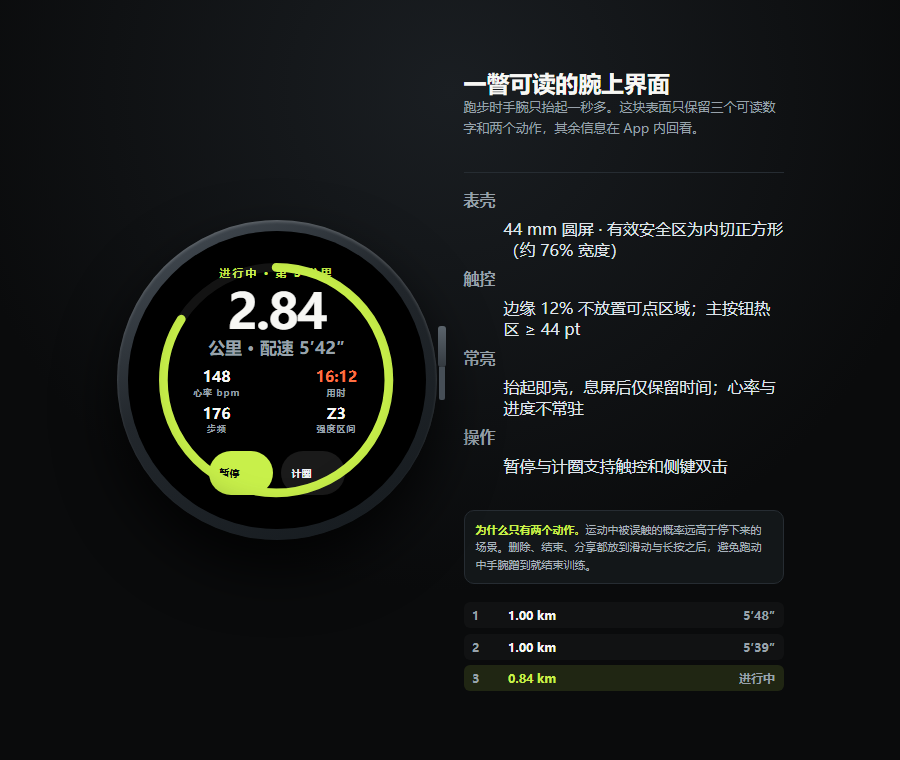 一瞥可读的腕上界面
跑步时手腕只抬起一秒多。这块表面只保留三个可读数
字和两个动作，其余信息在 App 内回看。
表壳
44 mm 圆屏 · 有效安全区为内切正方形
（约 76% 宽度）
触控
边缘 12% 不放置可点区域；主按钮热
区 ≥ 44 pt
常亮
抬起即亮，息屏后仅保留时间；心率与
进度不常驻
操作
暂停与计圈支持触控和侧键双击
为什么只有两个动作。运动中被误触的概率远高于停下来的
场景。删除、结束、分享都放到滑动与长按之后，避免跑动
中手腕蹭到就结束训练。
1 1.00 km 5′48″
2 1.00 km 5′39″
3 0.84 km 进行中
进行中 • 第 3 公里
2.84
公里 • 配速 5′42″
148 16:12
心率 bpm 用时
176 Z3
步频 强度区间
暂停 计圈